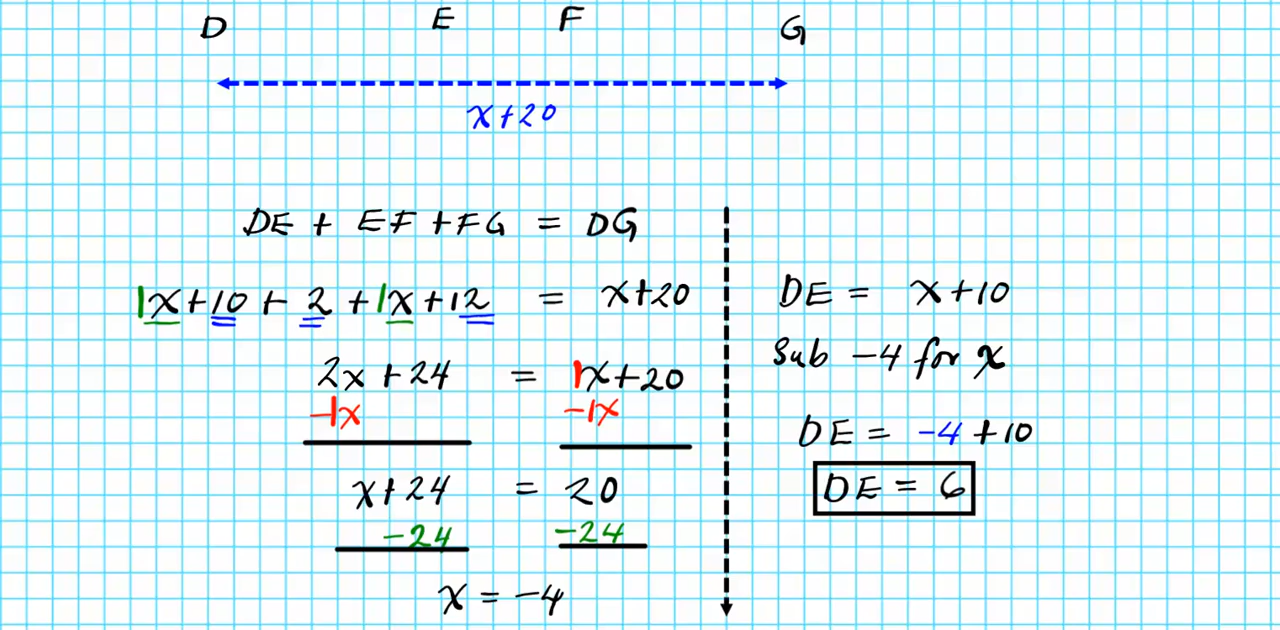 D E F G
x+20
DE + EF + FG = DG
1x+10 + 2 + 1x+12 = x+20
2x + 24 = 1x+20
-1x -1x
x+24 = 20
-24 -24
x = -4
DE = x+10
Sub -4 for x
DE = -4 +10
DE = 6